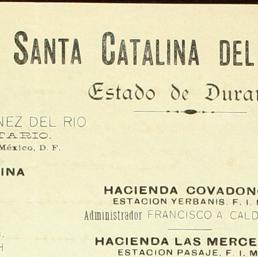 SANTA CATALINA DEL
Estado de Duran
NEZ DEL RIO
TARIO.
México, D. F.
INA
HACIENDA COVADON
ESTACION YERBANIS, F. I. M
Administrador FRANCISCO A. CALD
HACIENDA LAS MERCE
ESTACION PASAJE, F. I. M